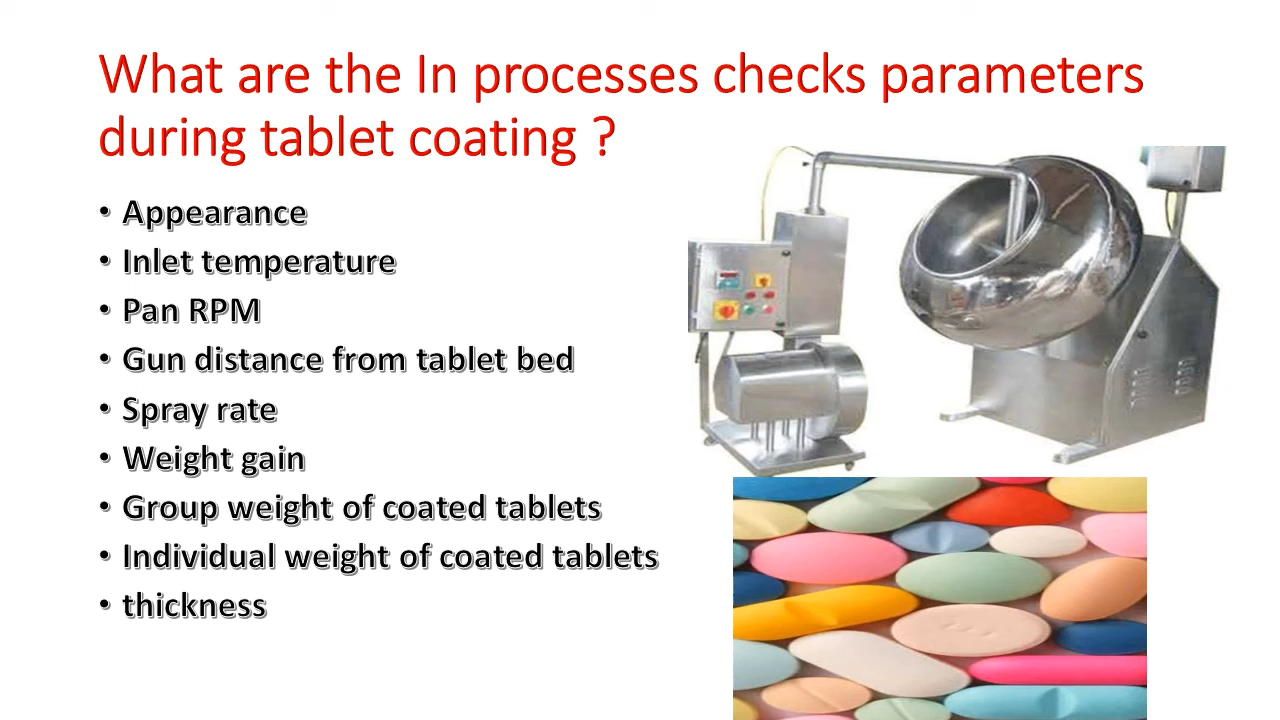 What are the In processes checks parameters
during tablet coating ?
• Appearance
• Inlet temperature
• Pan RPM
• Gun distance from tablet bed
• Spray rate
• Weight gain
• Group weight of coated tablets
• Individual weight of coated tablets
• thickness